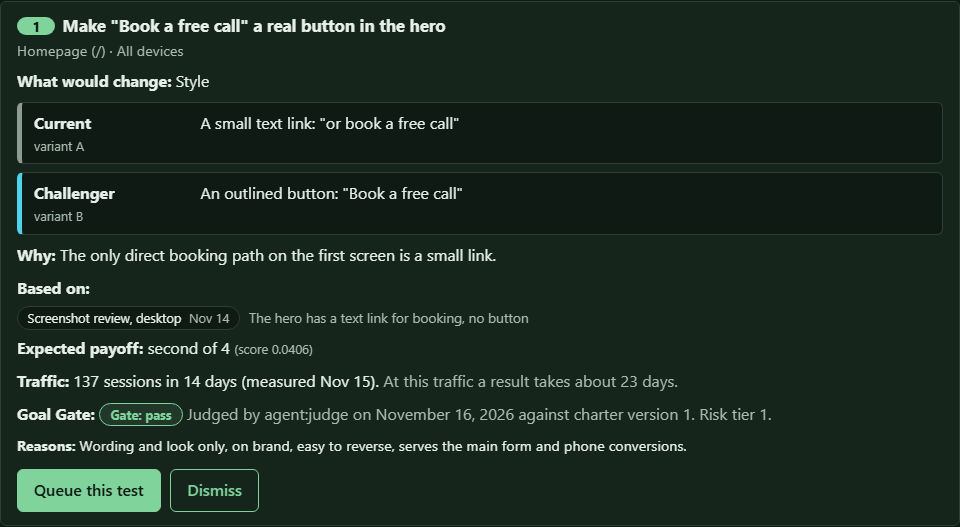 1 Make "Book a free call" a real button in the hero
Homepage (/) · All devices
What would change: Style
Current A small text link: "or book a free call"
variant A
Challenger An outlined button: "Book a free call"
variant B
Why: The only direct booking path on the first screen is a small link.
Based on:
Screenshot review, desktop Nov 14 The hero has a text link for booking, no button
Expected payoff: second of 4 (score 0.0406)
Traffic: 137 sessions in 14 days (measured Nov 15). At this traffic a result takes about 23 days.
Goal Gate: Gate: pass Judged by agent:judge on November 16, 2026 against charter version 1. Risk tier 1.
Reasons: Wording and look only, on brand, easy to reverse, serves the main form and phone conversions.
Queue this test Dismiss